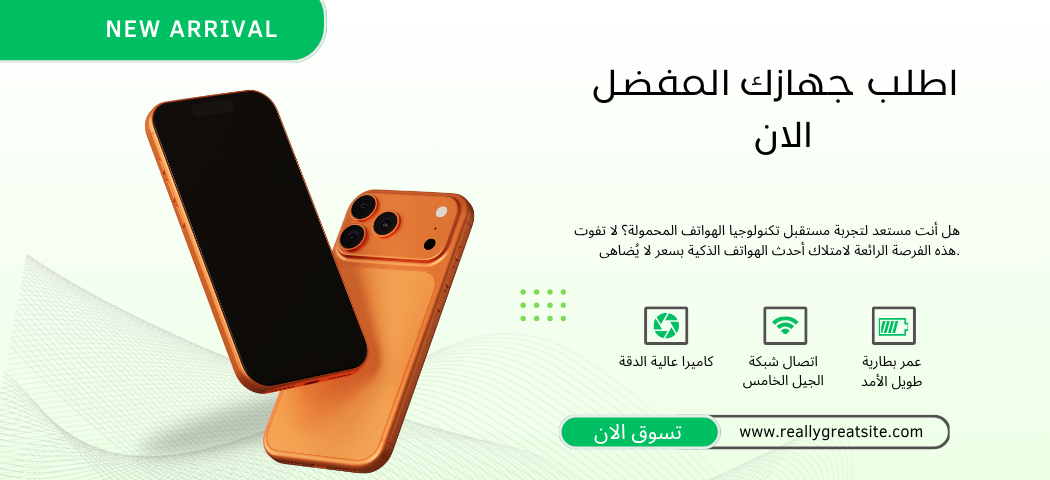 NEW ARRIVAL
اطلب جهازك المفضل
الان
هل أنت مستعد لتجربة مستقبل تكنولوجيا الهواتف المحمولة؟ لا تفوت
هذه الفرصة الرائعة لامتلاك أحدث الهواتف الذكية بسعر لا يُضاهى.
عمر بطارية
طويل الأمد
اتصال شبكة
الجيل الخامس
كاميرا عالية الدقة
تسوق الان
www.reallygreatsite.com